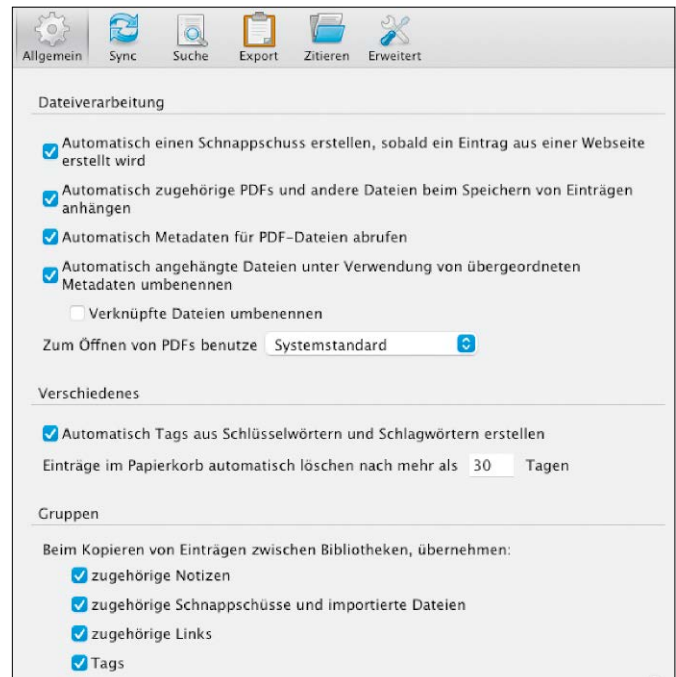 Allgemein Sync Suche Export Zitieren Erweitert
Dateiverarbeitung
Automatisch einen Schnappschuss erstellen, sobald ein Eintrag aus einer Webseite
erstellt wird
Automatisch zugehörige PDFs und andere Dateien beim Speichern von Einträgen
anhängen
Automatisch Metadaten für PDF-Dateien abrufen
Automatisch angehängte Dateien unter Verwendung von übergeordneten
Metadaten umbenennen
Verknüpfte Dateien umbenennen
Zum Öffnen von PDFs benutze Systemstandard
Verschiedenes
Automatisch Tags aus Schlüsselwörtern und Schlagwörtern erstellen
Einträge im Papierkorb automatisch löschen nach mehr als 30 Tagen
Gruppen
Beim Kopieren von Einträgen zwischen Bibliotheken, übernehmen:
zugehörige Notizen
zugehörige Schnappschüsse und importierte Dateien
zugehörige Links
Tags